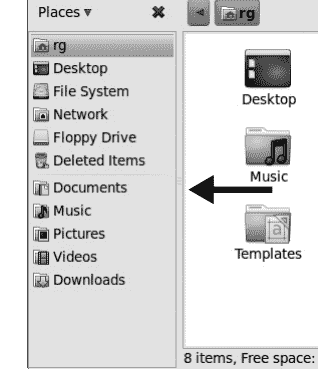 Places
rg
rg
Desktop
File System
Network
Floppy Drive
Deleted Items
Documents
Music
Pictures
Videos
Downloads
Desktop
Music
Templates
8 items, Free space: